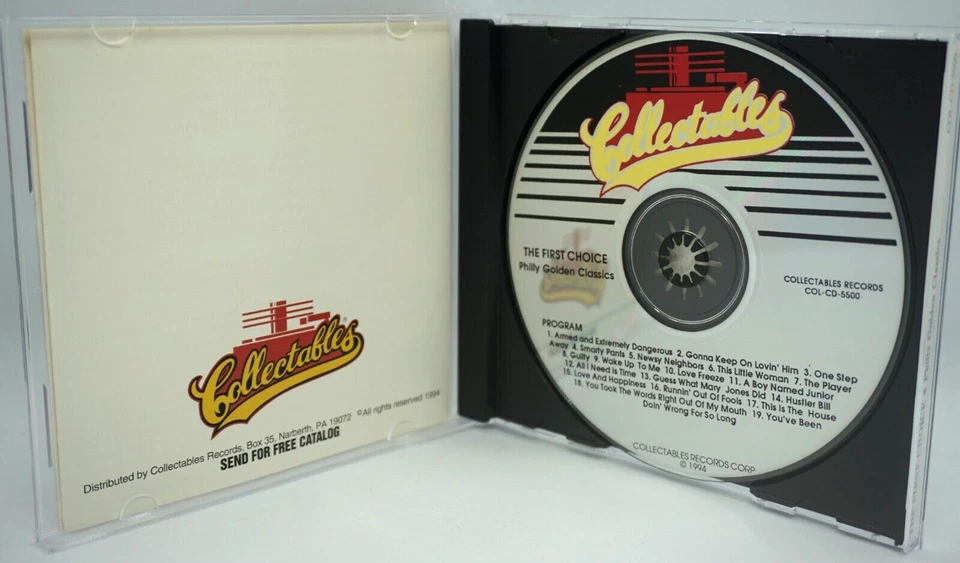 Collectables®
Distributed by Collectables Records, Box 35, Narberth, PA 19072 ©All rights reserved 1994
SEND FOR FREE CATALOG
Collectables
THE FIRST CHOICE
Philly Golden Classics
COLLECTABLES RECORDS
COL-CD-5500
PROGRAM
1. Armed and Extremely Dangerous 2. Gonna Keep On Lovin' Him 3. One Step
Away 4. Smarty Pants 5. Newsy Neighbors 6. This Little Woman 7. The Player
8. Guilty 9. Wake Up To Me 10. Love Freeze 11. A Boy Named Junior
12. All I Need Is Time 13. Guess What Mary Jones Did 14. Hustler Bill
15. Love And Happiness 16. Runnin' Out Of Fools 17. This Is The House
18. You Took The Words Right Out Of My Mouth 19. You've Been
Doin' Wrong For So Long
COLLECTABLES RECORDS CORP
© 1994